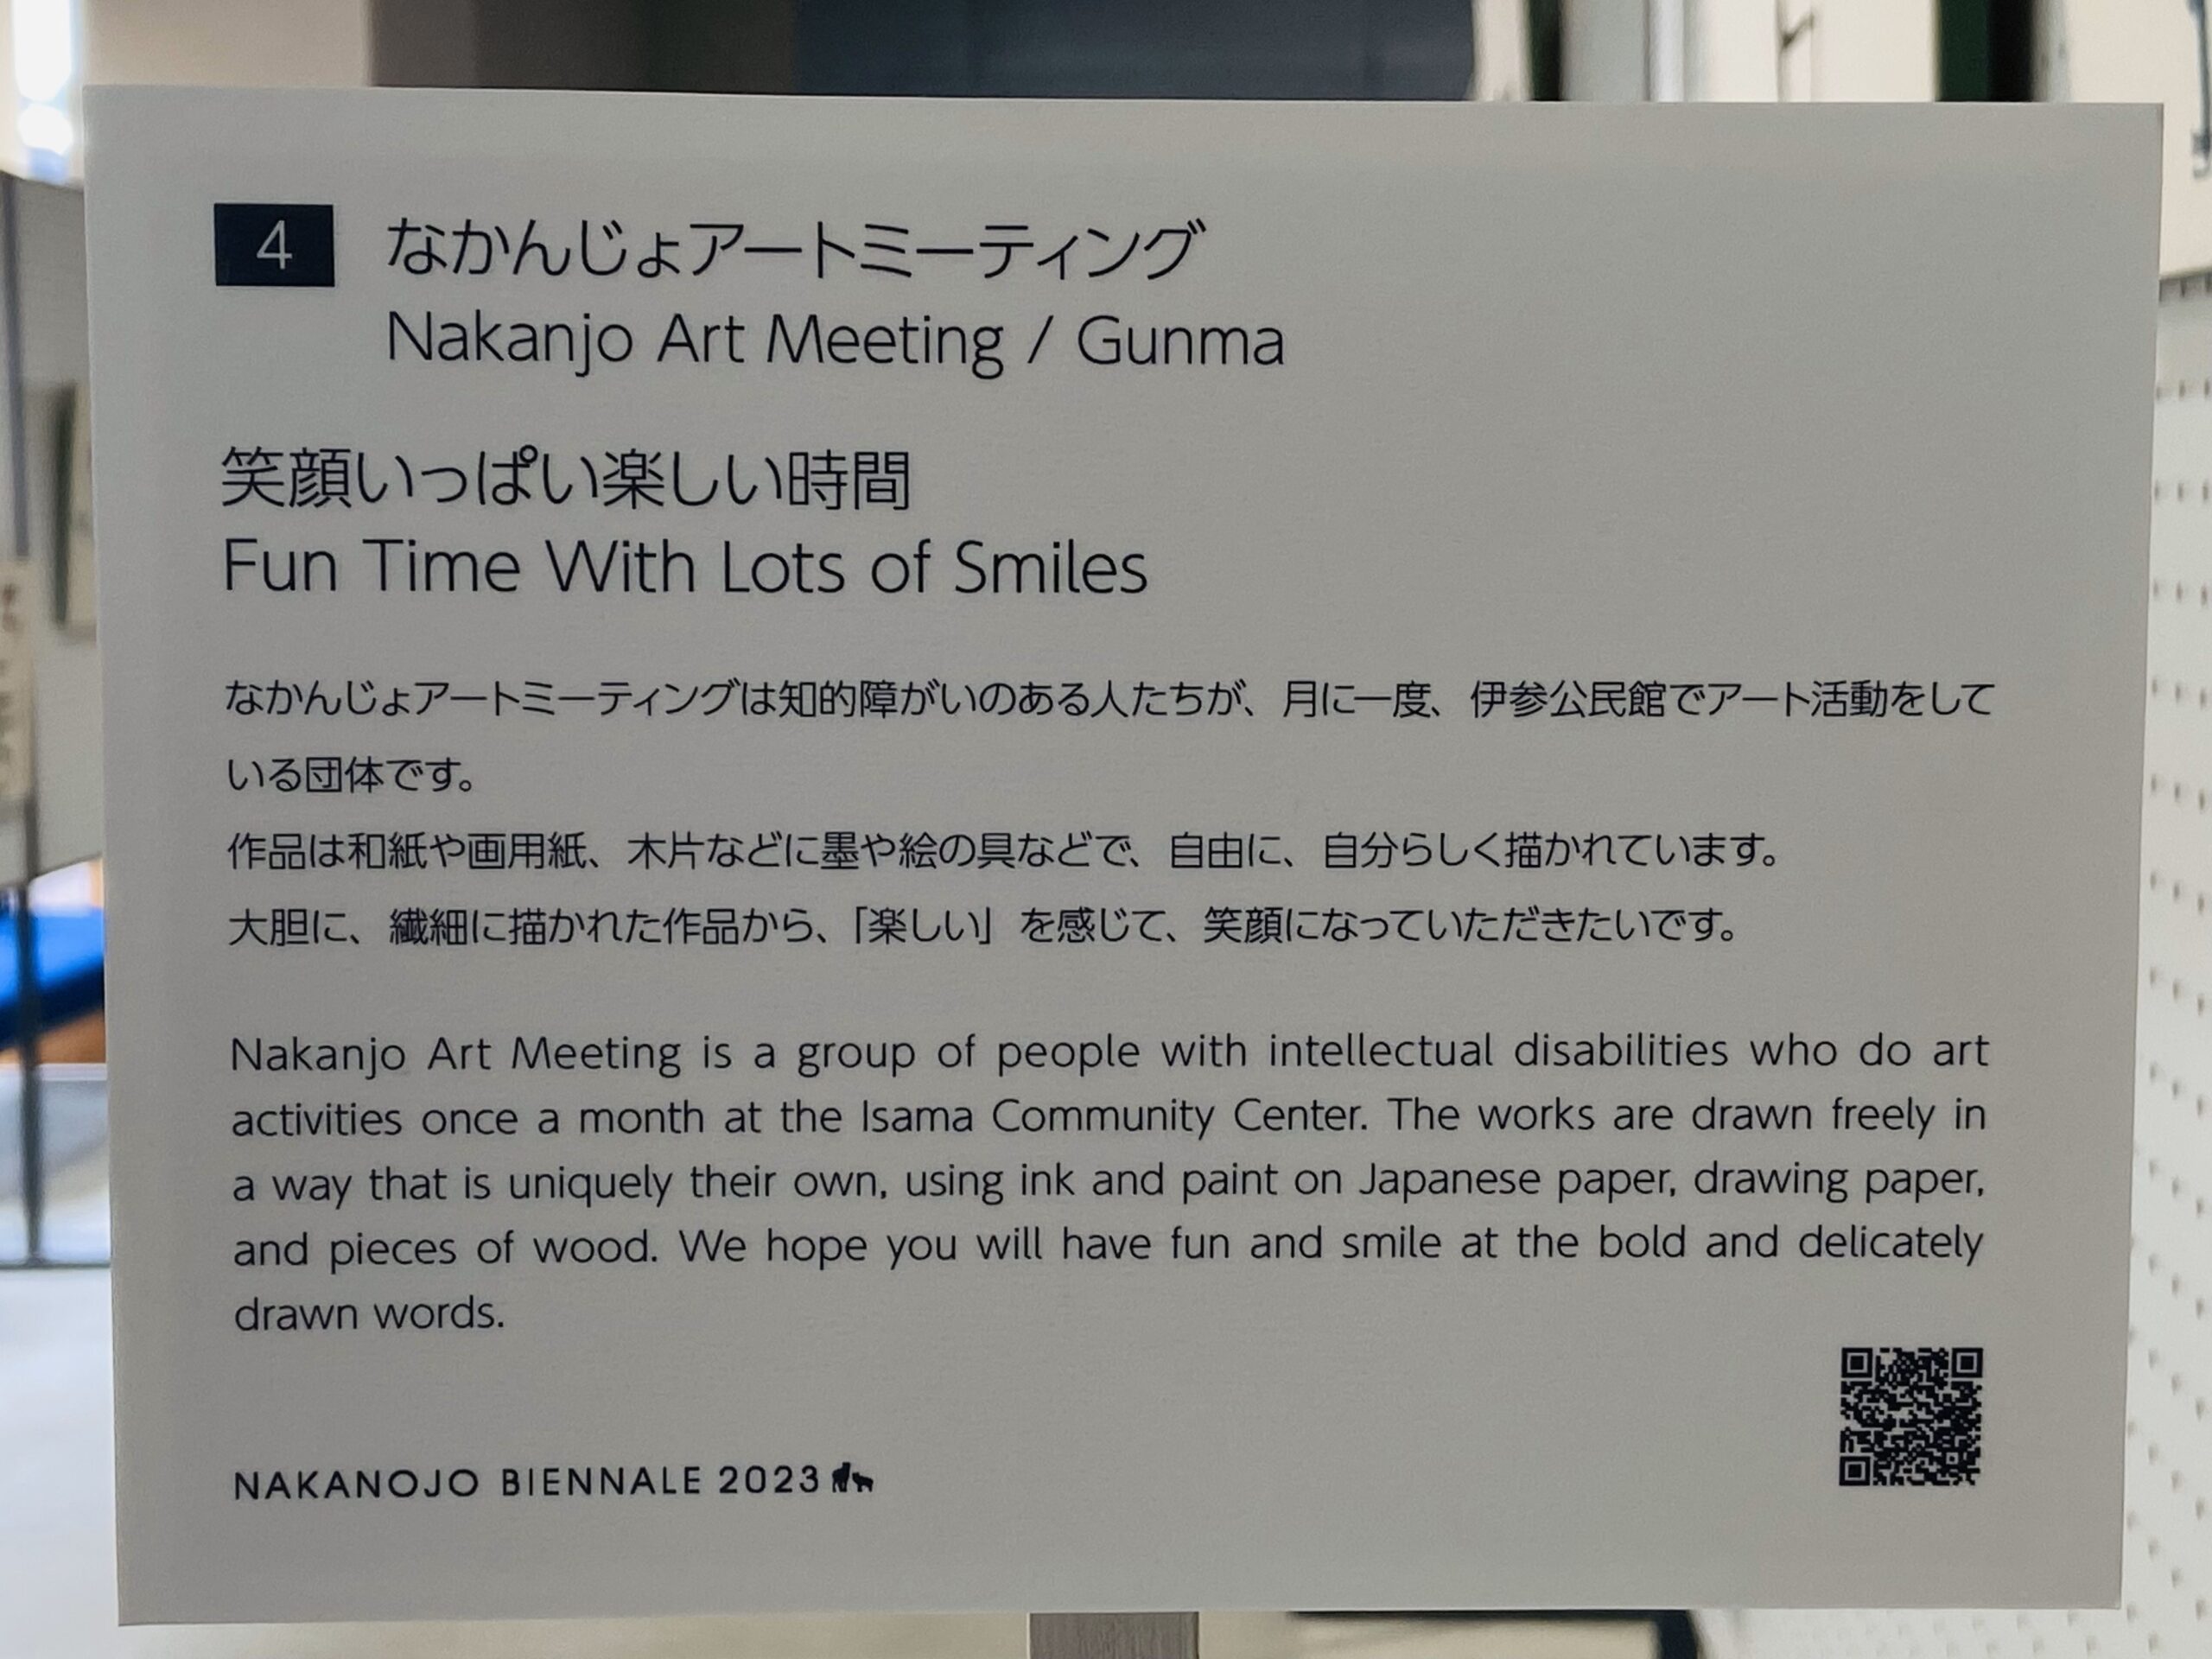 4 なかんじょアートミーティング
Nakanjo Art Meeting / Gunma
笑顔いっぱい楽しい時間
Fun Time With Lots of Smiles
なかんじょアートミーティングは知的障がいのある人たちが、月に一度、伊参公民館でアート活動をして
いる団体です。
作品は和紙や画用紙、木片などに墨や絵の具などで、自由に、自分らしく描かれています。
大胆に、繊細に描かれた作品から、「楽しい」を感じて、笑顔になっていただきたいです。
Nakanjo Art Meeting is a group of people with intellectual disabilities who do art
activities once a month at the Isama Community Center. The works are drawn freely in
a way that is uniquely their own, using ink and paint on Japanese paper, drawing paper,
and pieces of wood. We hope you will have fun and smile at the bold and delicately
drawn words.
NAKANOJO BIENNALE 2023